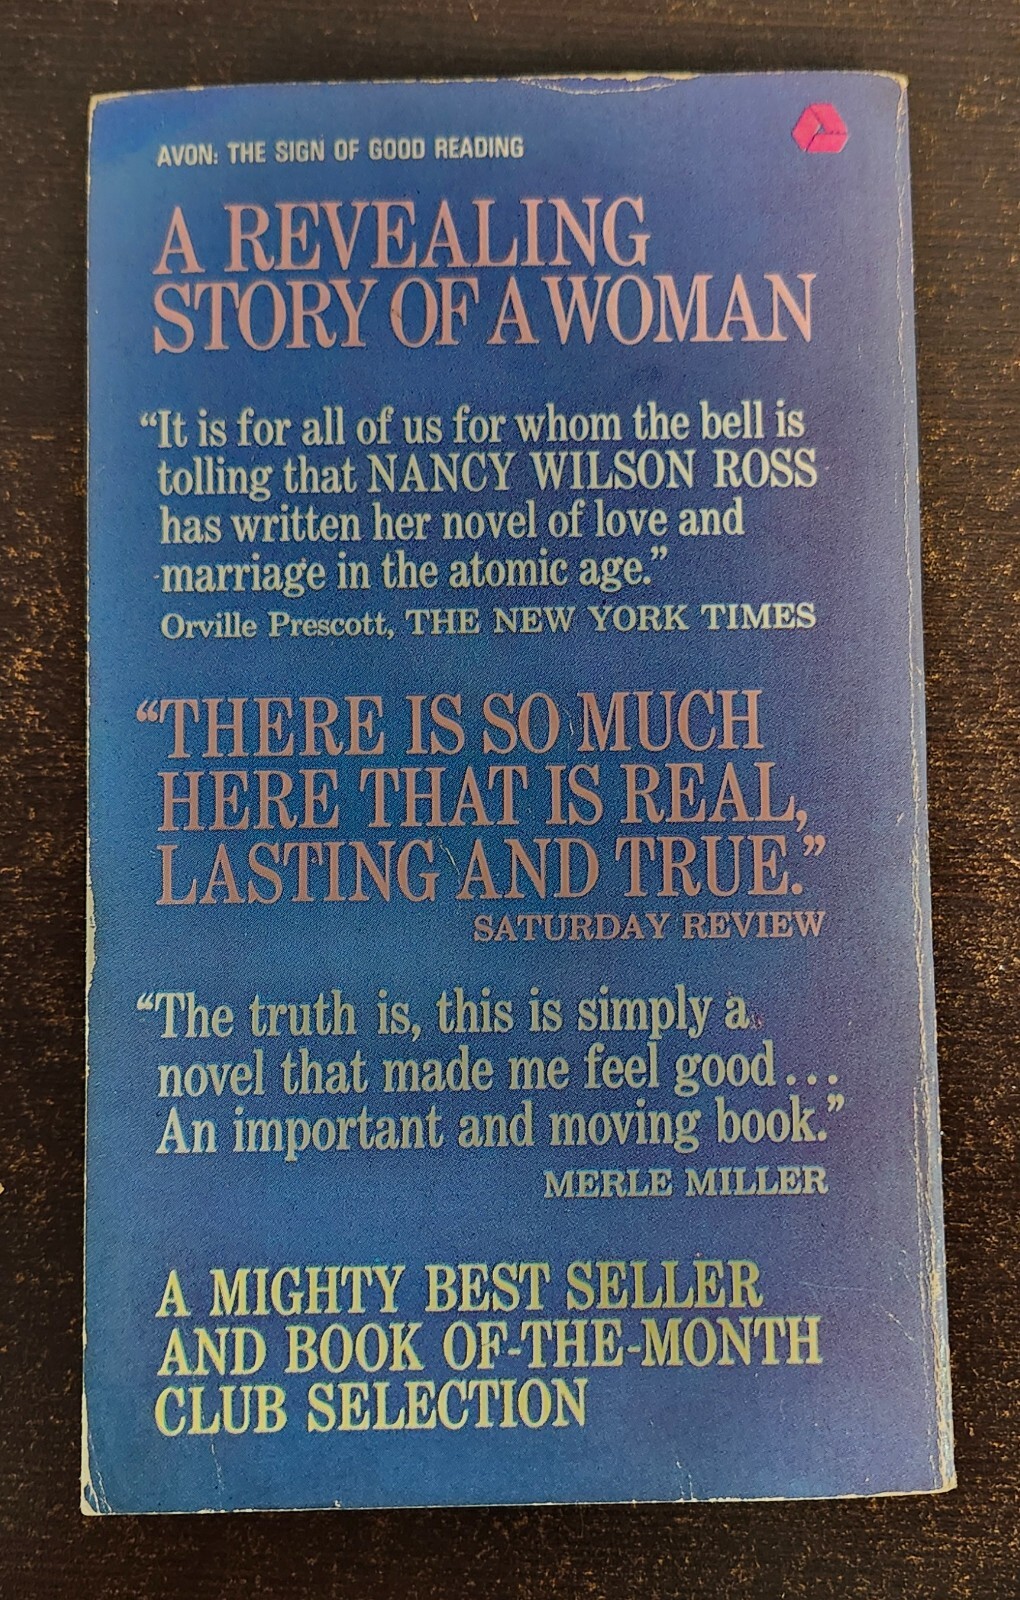 AVON: THE SIGN OF GOOD READING
A REVEALING
STORY OF A WOMAN
“It is for all of us for whom the bell is
tolling that NANCY WILSON ROSS
has written her novel of love and
marriage in the atomic age.”
Orville Prescott, THE NEW YORK TIMES
“THERE IS SO MUCH
HERE THAT IS REAL,
LASTING AND TRUE.”
SATURDAY REVIEW
“The truth is, this is simply a
novel that made me feel good...
An important and moving book.”
MERLE MILLER
A MIGHTY BEST SELLER
AND BOOK OF-THE-MONTH
CLUB SELECTION